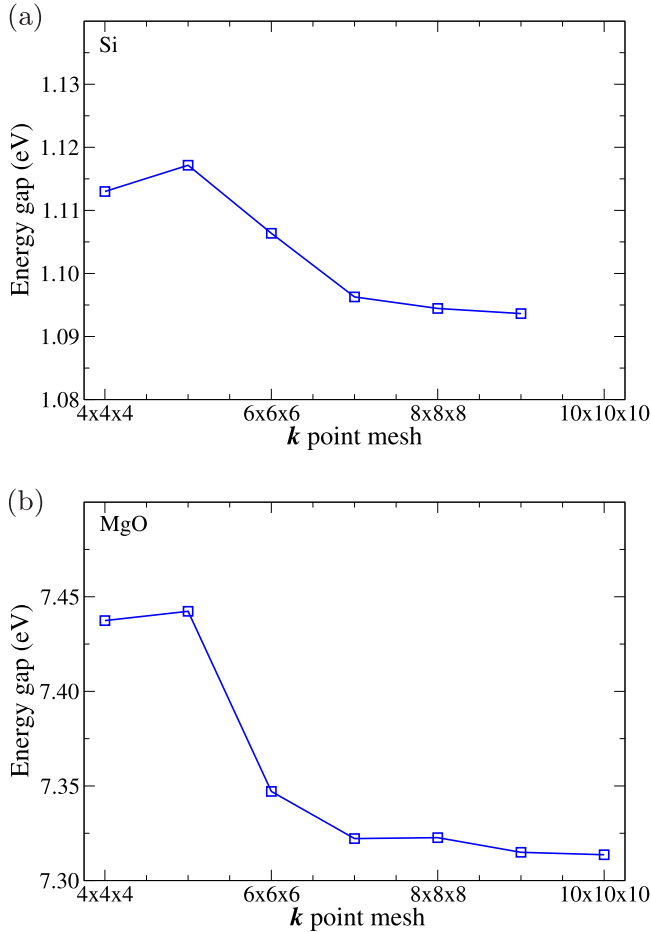 (a)
Si
1.13
1.12
1.11
1.10
1.09
1.08
Energy gap (eV)
4x4x4 6x6x6 8x8x8 10x10x10
k point mesh
(b)
MgO
7.45
7.40
7.35
7.30
Energy gap (eV)
4x4x4 6x6x6 8x8x8 10x10x10
k point mesh